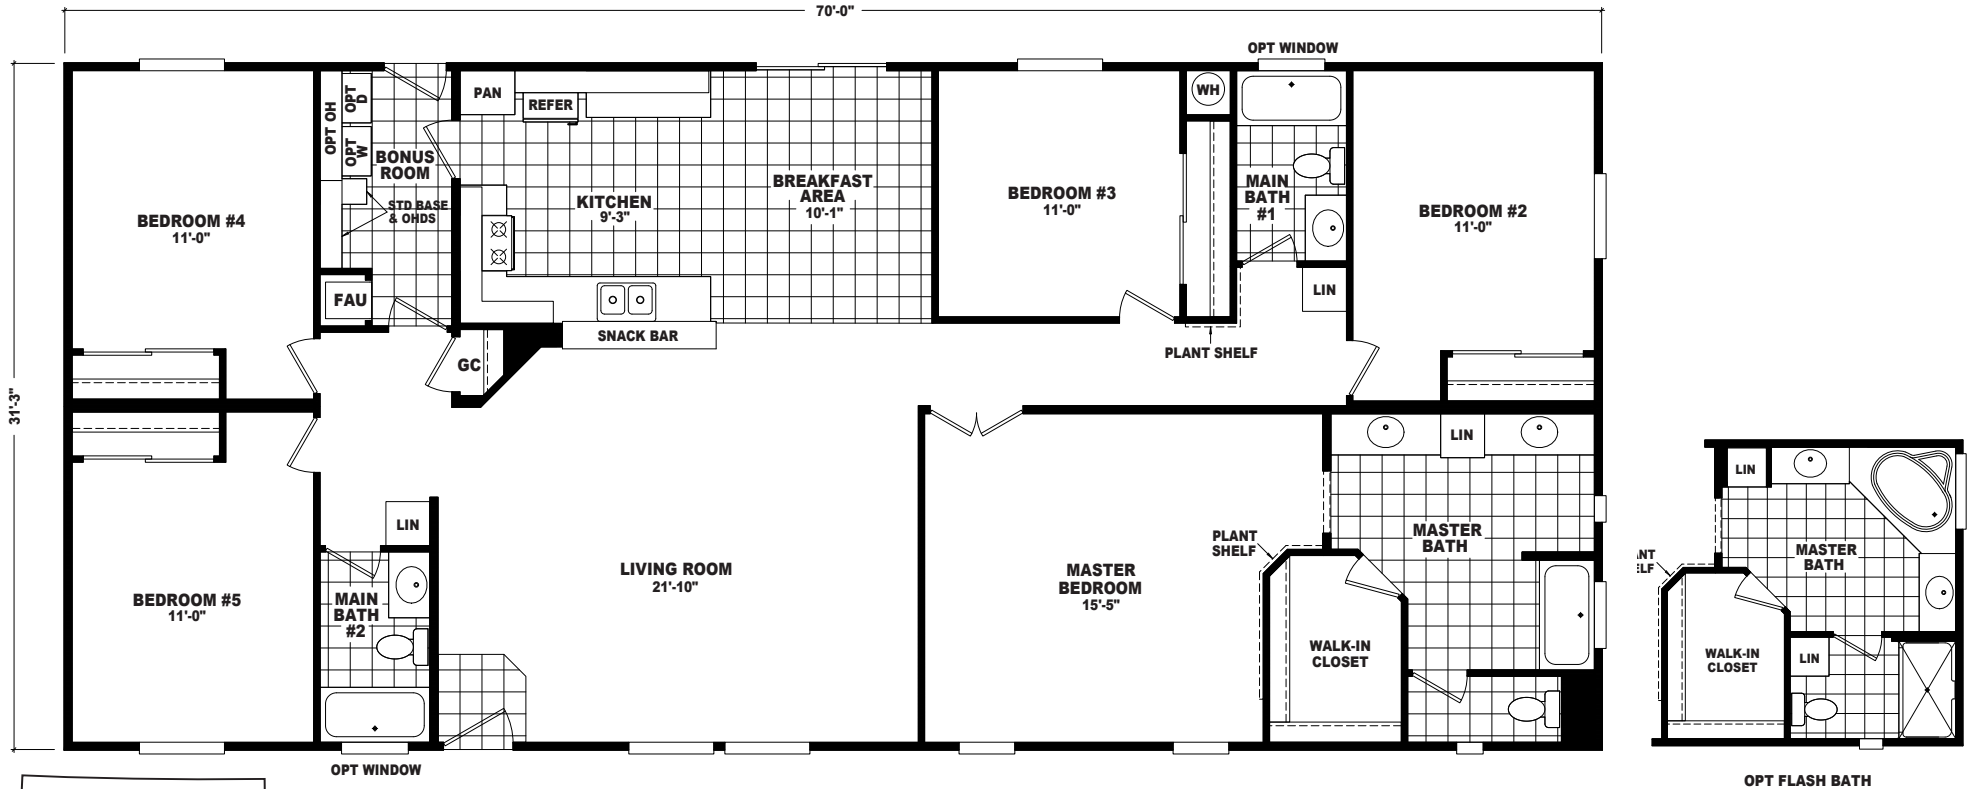 70'-0"
31'-3"
OPT WINDOW
BEDROOM #4
11'-0"
OPT OH
OPT D
OPT W
BONUS
ROOM
STD BASE
& OHDS
FAU
PAN
REFER
KITCHEN
9'-3"
BREAKFAST
AREA
10'-1"
SNACK BAR
GC
BEDROOM #3
11'-0"
WH
MAIN
BATH
#1
LIN
PLANT SHELF
BEDROOM #2
11'-0"
BEDROOM #5
11'-0"
LIN
MAIN
BATH
#2
OPT WINDOW
LIVING ROOM
21'-10"
MASTER
BEDROOM
15'-5"
PLANT
SHELF
LIN
MASTER
BATH
WALK-IN
CLOSET
LIN
MASTER
BATH
ANT
ELF
WALK-IN
CLOSET
LIN
OPT FLASH BATH